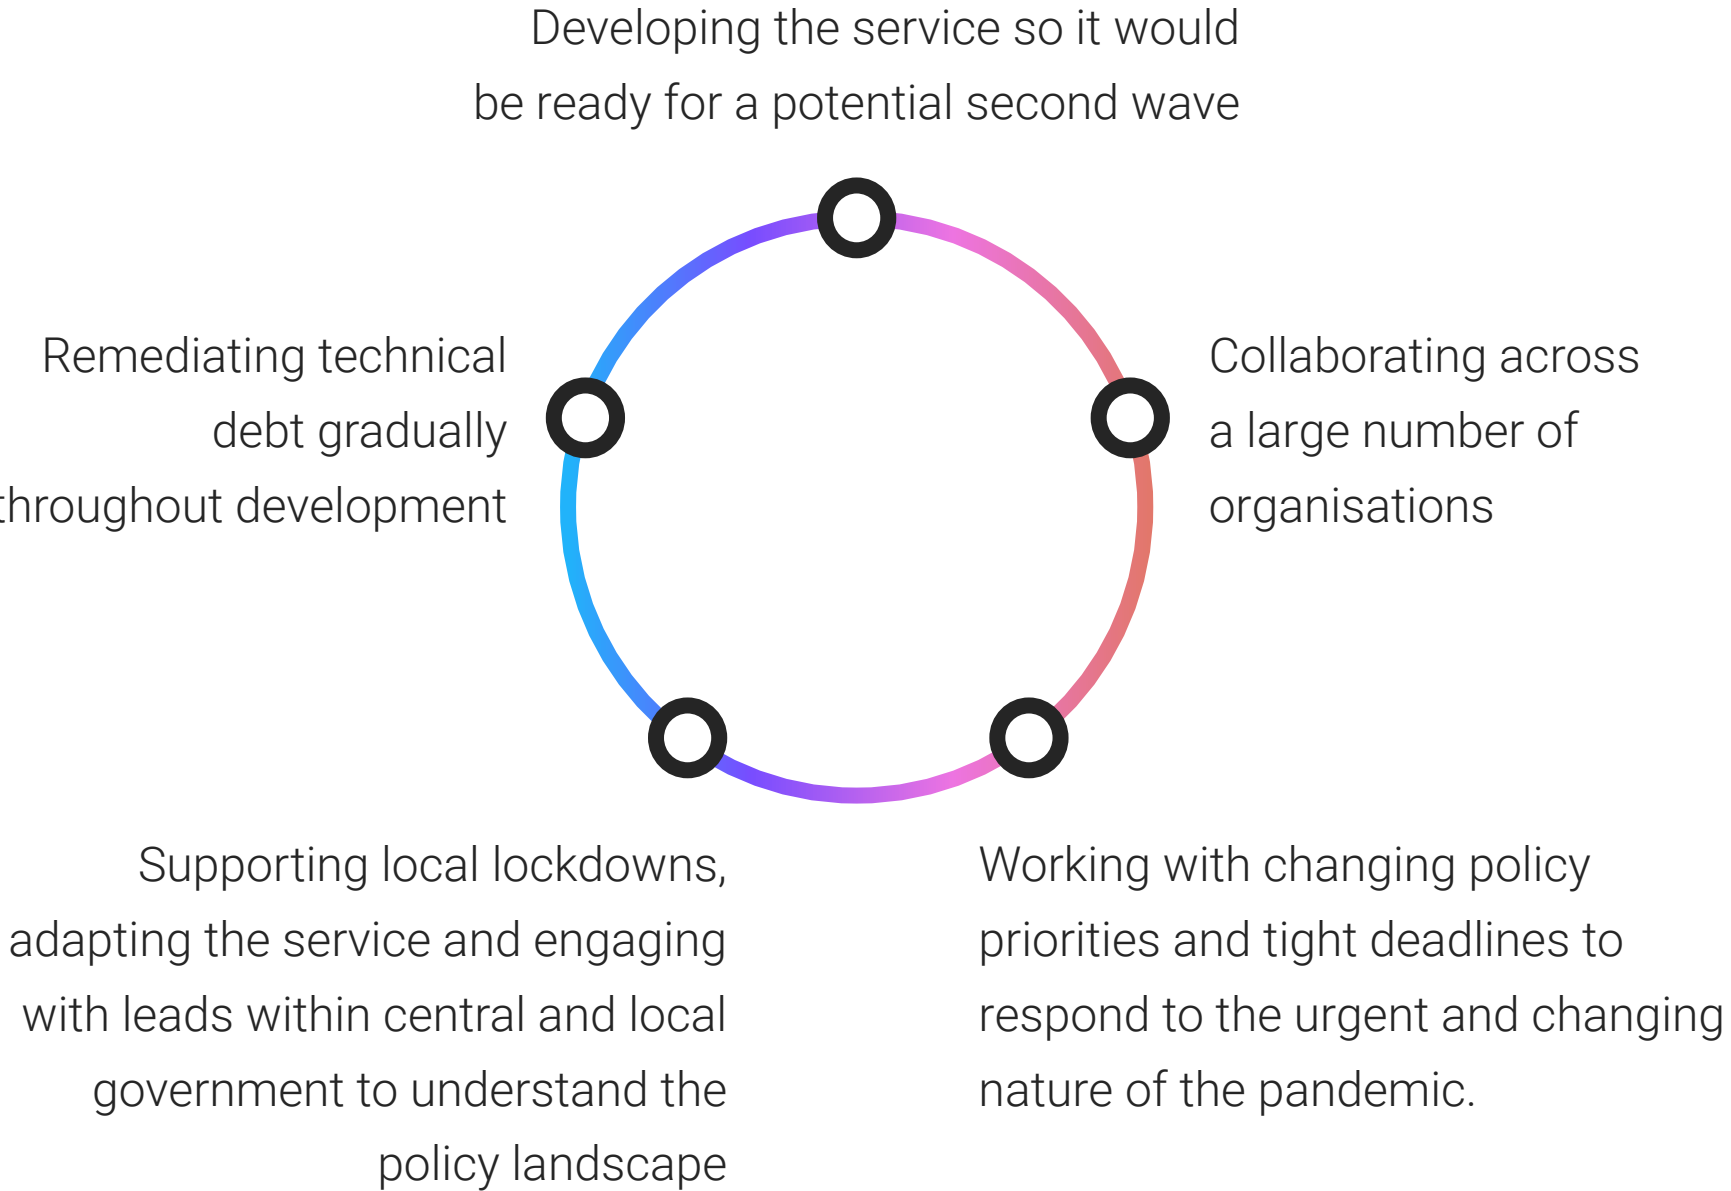 Developing the service so it would
be ready for a potential second wave
Remediating technical
debt gradually
throughout development
Collaborating across
a large number of
organisations
Supporting local lockdowns,
adapting the service and engaging
with leads within central and local
government to understand the
policy landscape
Working with changing policy
priorities and tight deadlines to
respond to the urgent and changing
nature of the pandemic.